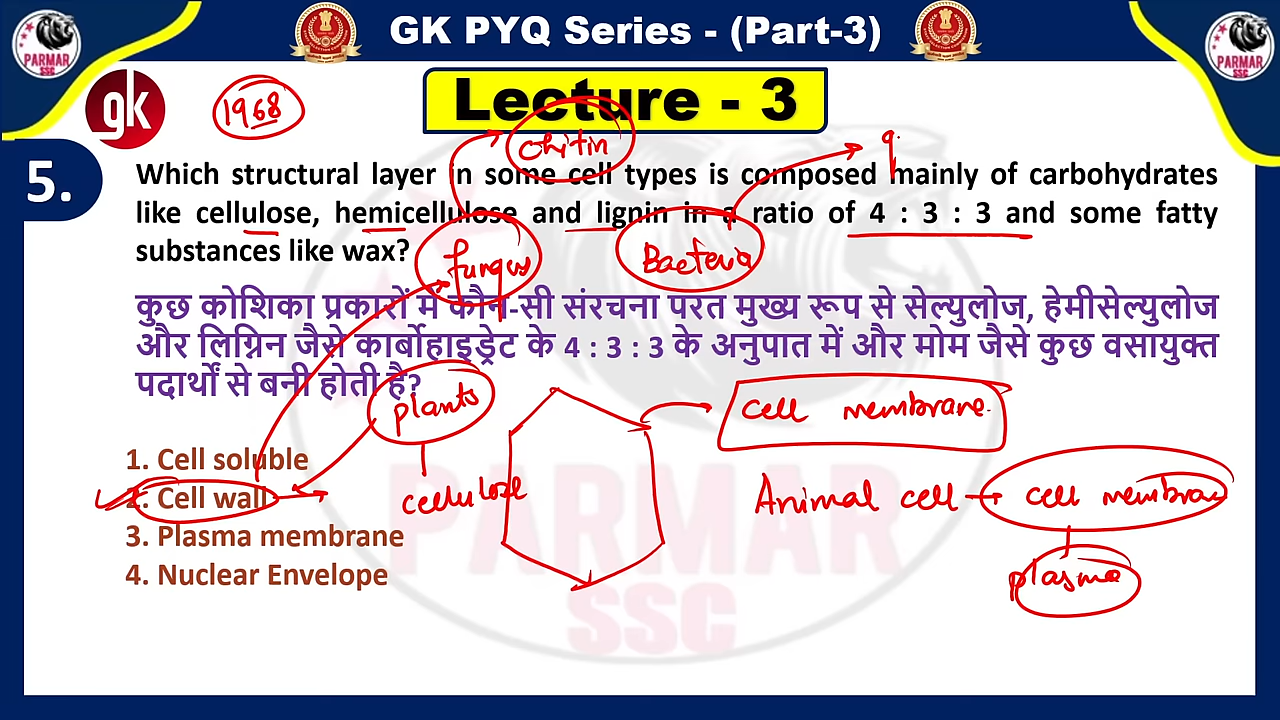 GK PYQ Series - (Part-3)
PARMAR
SSC
PARMAR
SSC
gk
1968
Lecture - 3
chitin
q
5.
Which structural layer in some cell types is composed mainly of carbohydrates
like cellulose, hemicellulose and lignin in a ratio of 4 : 3 : 3 and some fatty
substances like wax?
fungus
Bacteria
कुछ कोशिका प्रकारों में कौन-सी संरचना परत मुख्य रूप से सेल्युलोज, हेमीसेल्युलोज
और लिग्निन जैसे कार्बोहाइड्रेट के 4 : 3 : 3 के अनुपात में और मोम जैसे कुछ वसायुक्त
पदार्थों से बनी होती है?
plants
cell membrane
1. Cell soluble
2. Cell wall
cellulose
Animal cell
cell membran
3. Plasma membrane
4. Nuclear Envelope
plasma
PARMAR
SSC